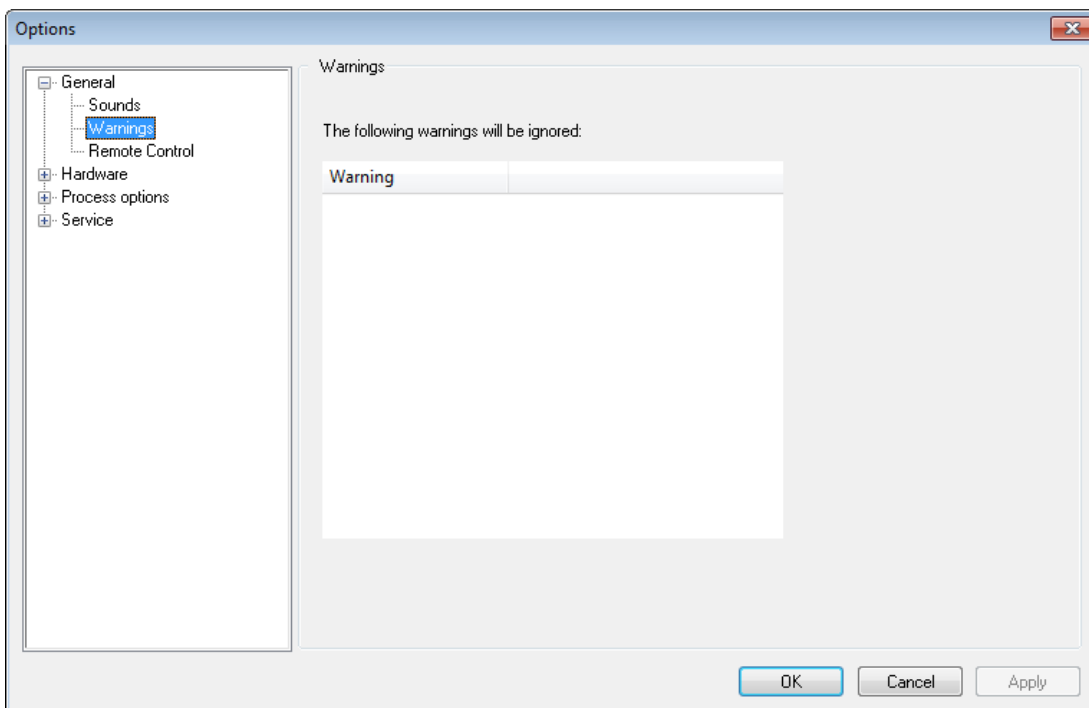 Options
General
Sounds
Warnings
Remote Control
Hardware
Process options
Service
Warnings
The following warnings will be ignored:
Warning
OK Cancel Apply